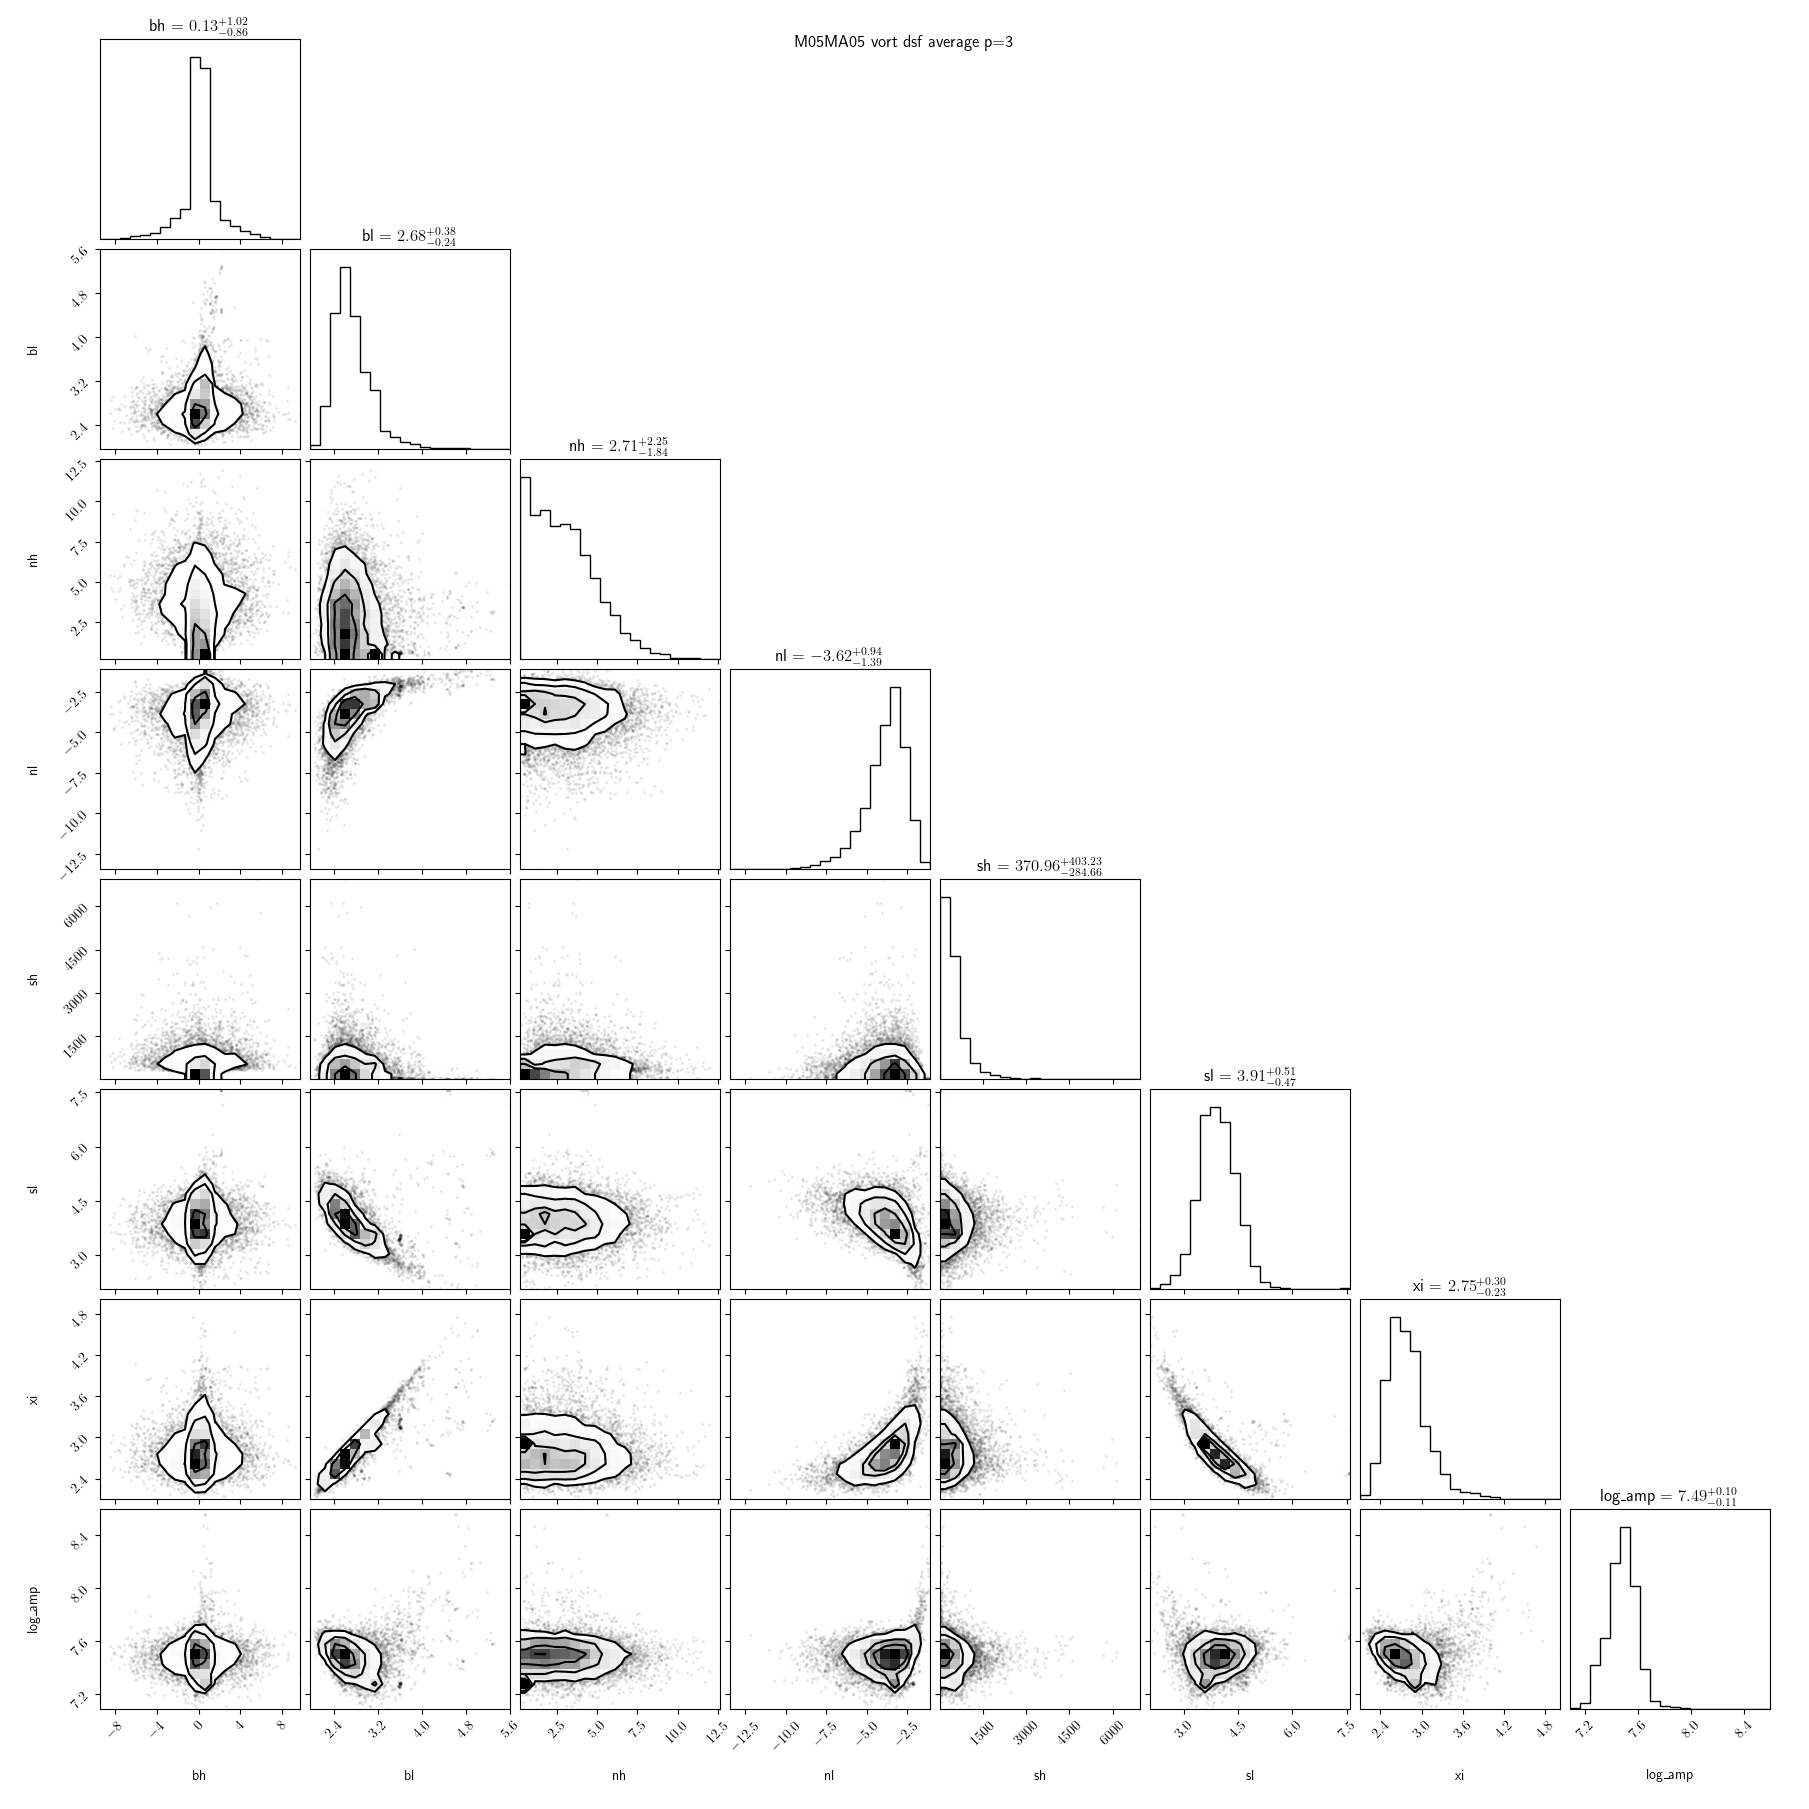 M05MA05 vort dsf average p=3
bh = 0.13+1.02 −0.86
bl = 2.68+0.38 −0.24
5.6
4.8
4.0
3.2
2.4
bl
nh = 2.71+2.25 −1.84
12.5
10.0
7.5
5.0
2.5
nh
nl = −3.62+0.94 −1.39
−2.5
−5.0
−7.5
−10.0
−12.5
nl
sh = 370.96+403.23 −284.66
6000
4500
3000
1500
sh
sl = 3.91+0.51 −0.47
7.5
6.0
4.5
3.0
sl
xi = 2.75+0.30 −0.23
4.8
4.2
3.6
3.0
2.4
xi
log_amp = 7.49+0.10 −0.11
8.4
8.0
7.6
7.2
log_amp
−8 −4 0 4 8 2.4 3.2 4.0 4.8 5.6 2.5 5.0 7.5 10.0 12.5 −12.5 −10.0 −7.5 −5.0 −2.5 1500 3000 4500 6000 3.0 4.5 6.0 7.5 2.4 3.0 3.6 4.2 4.8 7.2 7.6 8.0 8.4
bh bl nh nl sh sl xi log_amp